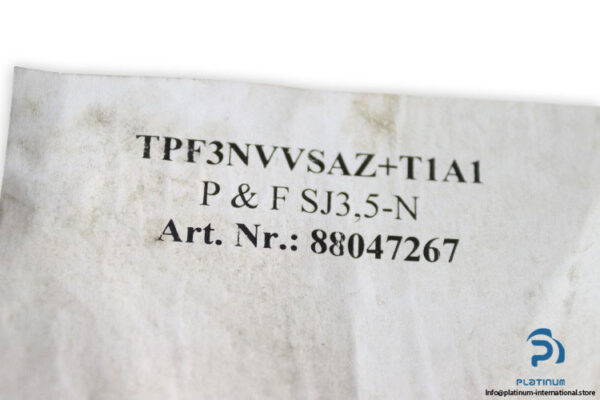 TPF3NVVSAZ+T1A1
P & F SJ3,5-N
Art. Nr.: 88047267
PLATINUM
Info@platinum-international.store